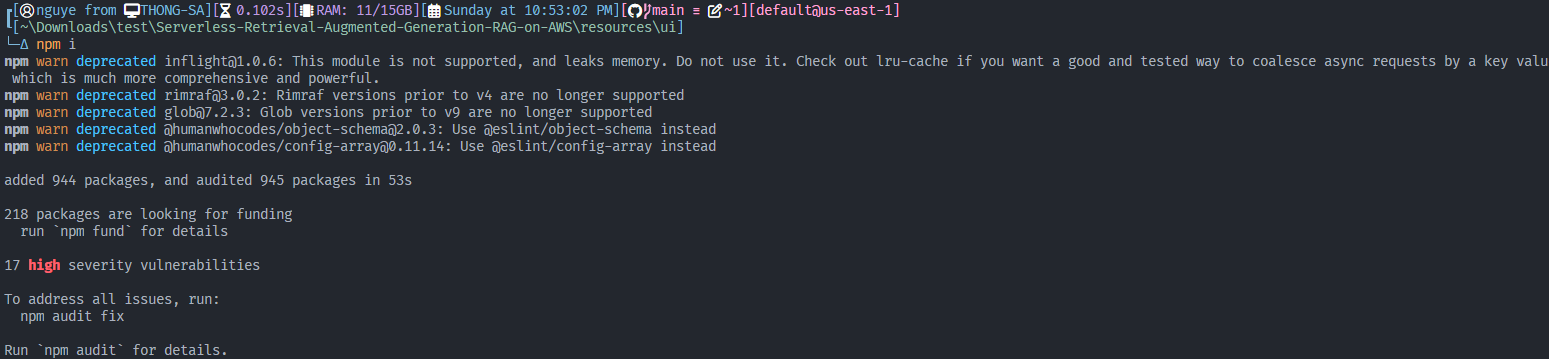 [nguye from THONG-SA][0.102s][RAM: 11/15GB][Sunday at 10:53:02 PM][main ≡ ~1][default@us-east-1]
[~\Downloads\test\Serverless-Retrieval-Augmented-Generation-RAG-on-AWS\resources\ui]
└─Δ npm i
npm warn deprecated inflight@1.0.6: This module is not supported, and leaks memory. Do not use it. Check out lru-cache if you want a good and tested way to coalesce async requests by a key valu
which is much more comprehensive and powerful.
npm warn deprecated rimraf@3.0.2: Rimraf versions prior to v4 are no longer supported
npm warn deprecated glob@7.2.3: Glob versions prior to v9 are no longer supported
npm warn deprecated @humanwhocodes/object-schema@2.0.3: Use @eslint/object-schema instead
npm warn deprecated @humanwhocodes/config-array@0.11.14: Use @eslint/config-array instead
added 944 packages, and audited 945 packages in 53s
218 packages are looking for funding
run `npm fund` for details
17 high severity vulnerabilities
To address all issues, run:
npm audit fix
Run `npm audit` for details.